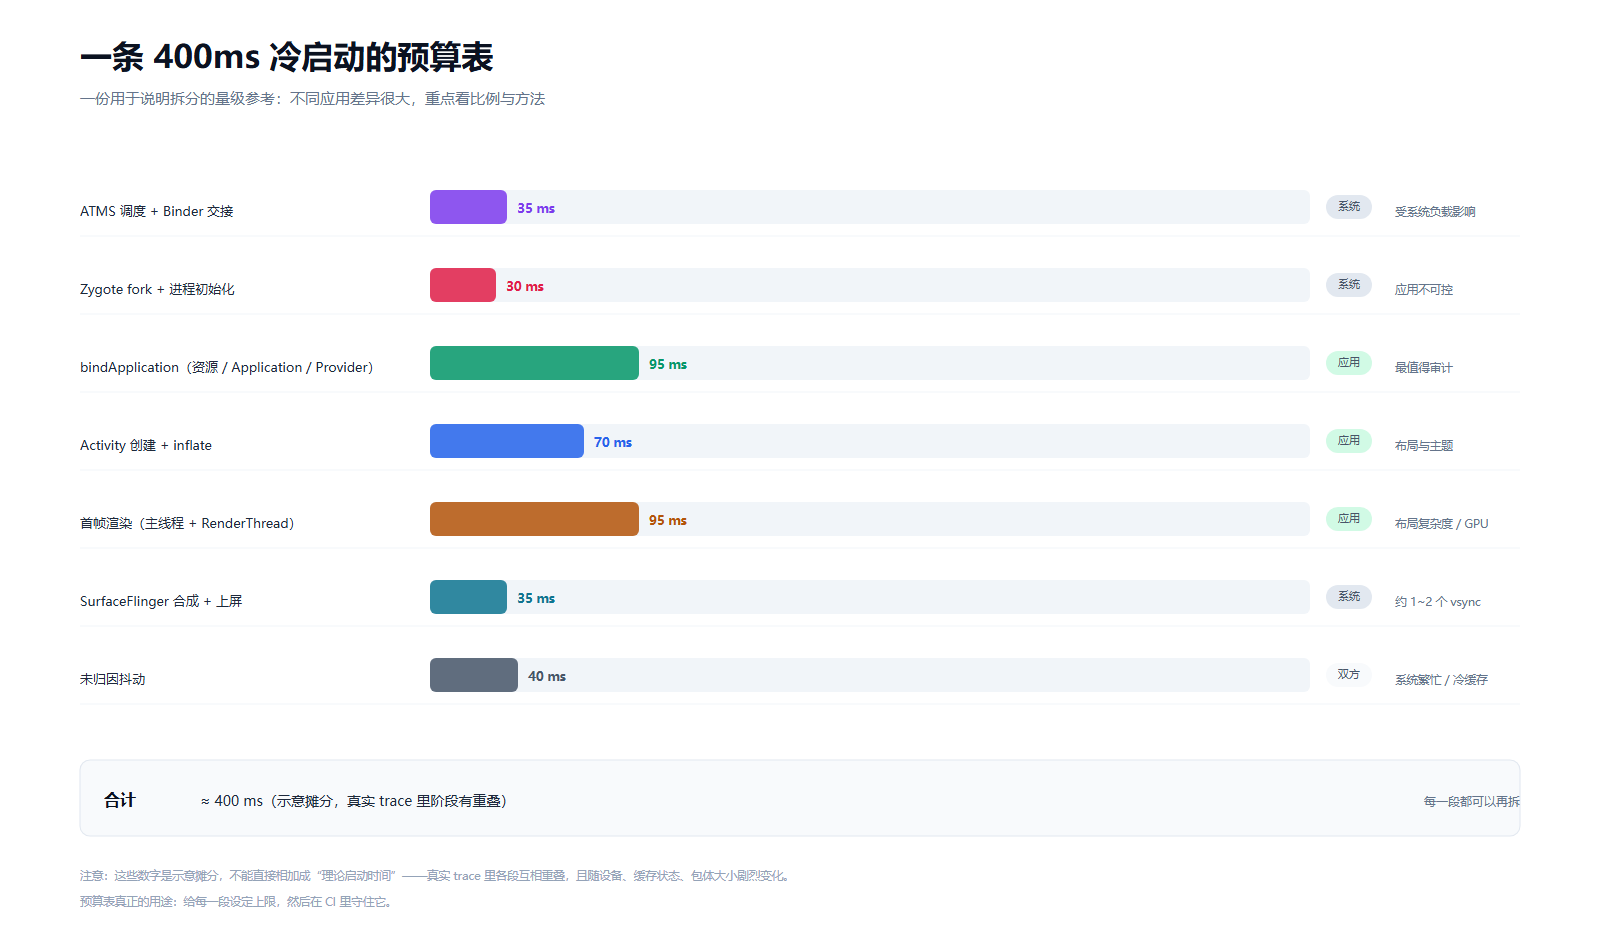 一条 400ms 冷启动的预算表
一份用于说明拆分的量级参考：不同应用差异很大，重点看比例与方法
ATMS 调度 + Binder 交接
35 ms
系统
受系统负载影响
Zygote fork + 进程初始化
30 ms
系统
应用不可控
bindApplication（资源 / Application / Provider）
95 ms
应用
最值得审计
Activity 创建 + inflate
70 ms
应用
布局与主题
首帧渲染（主线程 + RenderThread）
95 ms
应用
布局复杂度 / GPU
SurfaceFlinger 合成 + 上屏
35 ms
系统
约 1~2 个 vsync
未归因抖动
40 ms
双方
系统繁忙 / 冷缓存
合计
≈ 400 ms（示意摊分，真实 trace 里阶段有重叠）
每一段都可以再拆
注意：这些数字是示意摊分，不能直接相加成“理论启动时间”——真实 trace 里各段互相重叠，且随设备、缓存状态、包体大小剧烈变化。
预算表真正的用途：给每一段设定上限，然后在 CI 里守住它。